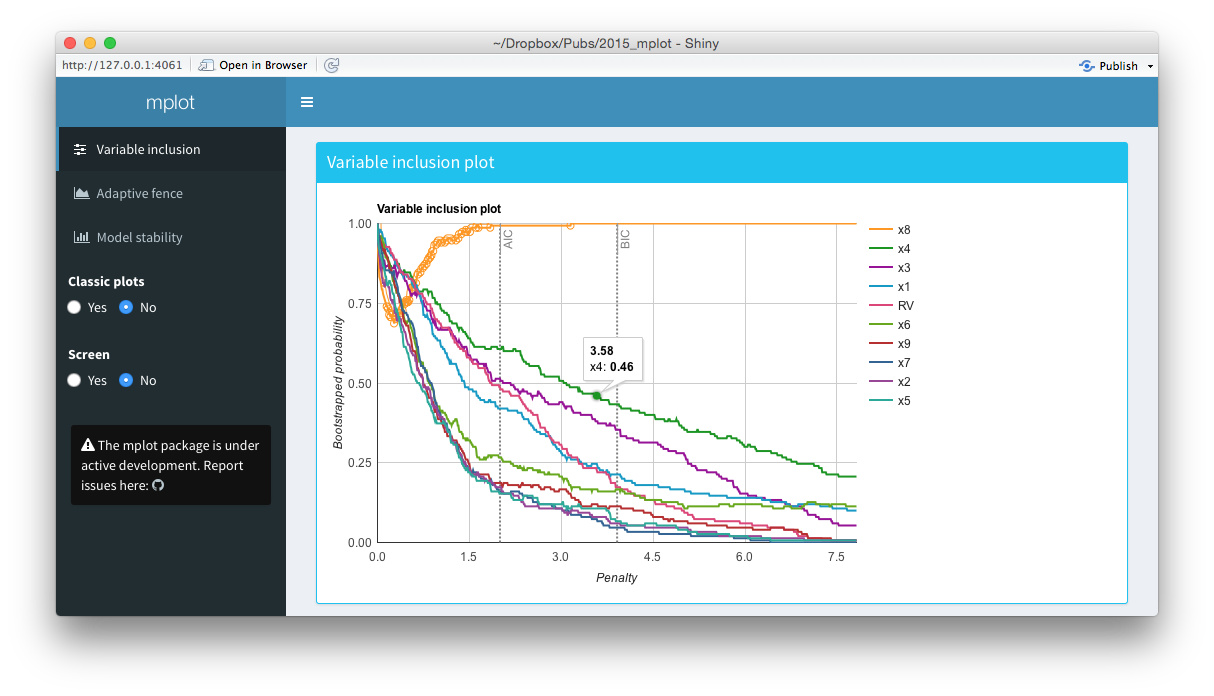 ~/Dropbox/Pubs/2015_mplot - Shiny
http://127.0.0.1:4061
Open in Browser
Publish
mplot
Variable inclusion
Adaptive fence
Model stability
Classic plots
Yes
No
Screen
Yes
No
The mplot package is under
active development. Report
issues here:
Variable inclusion plot
Variable inclusion plot
1.00
0.75
0.50
0.25
0.00
Bootstrapped probability
AIC
BIC
3.58
x4: 0.46
0.0
1.5
3.0
4.5
6.0
7.5
Penalty
x8
x4
x3
x1
RV
x6
x9
x7
x2
x5